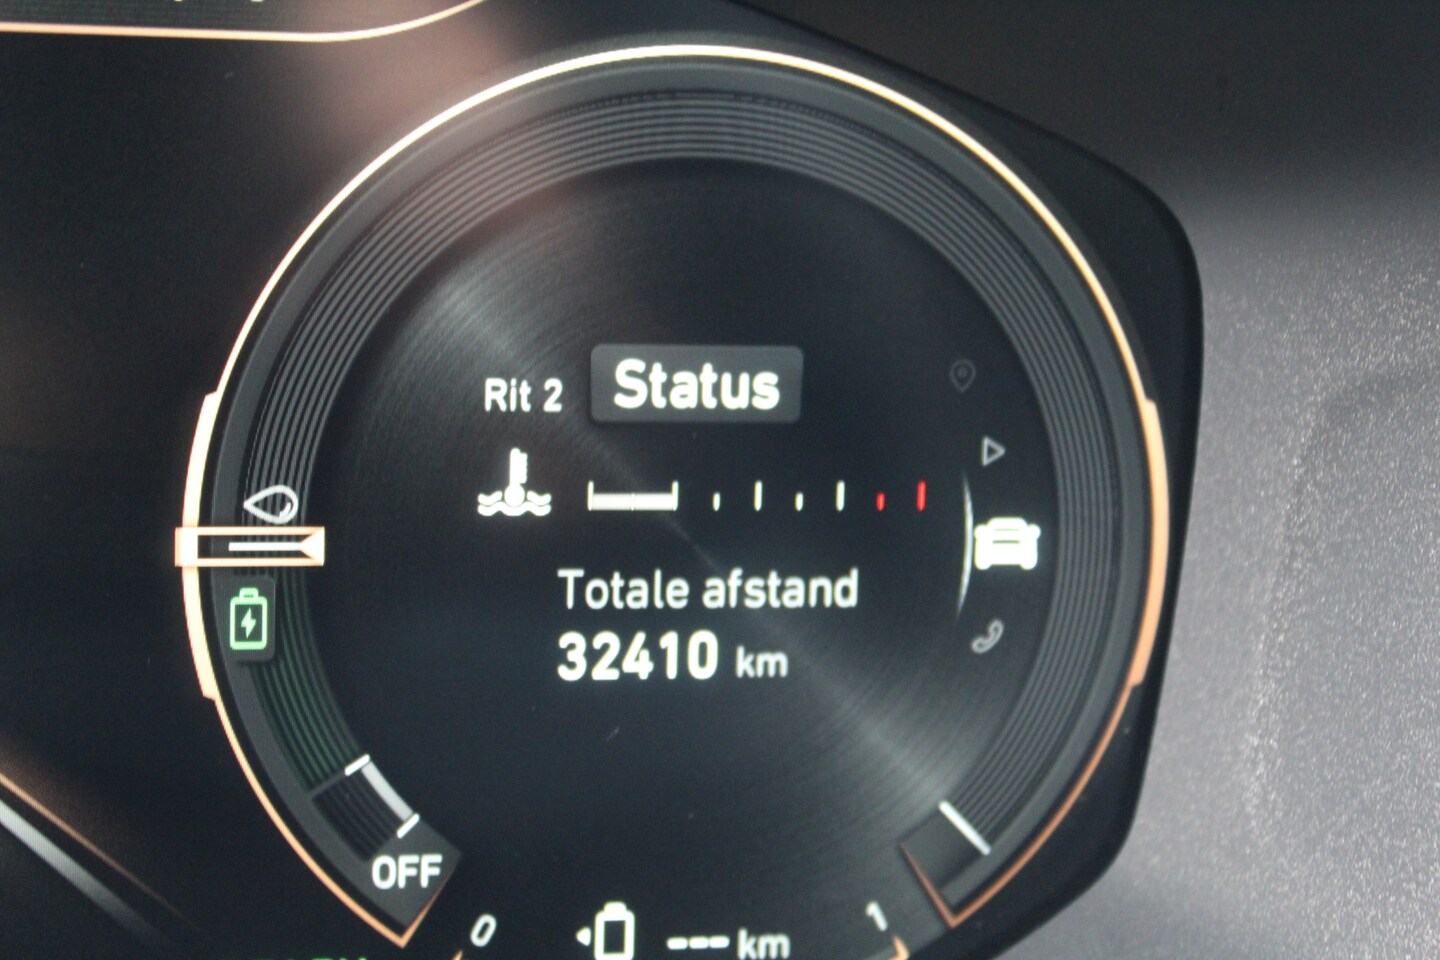 Rit 2 Status
Totale afstand
32410 km
OFF
0 --- km 1